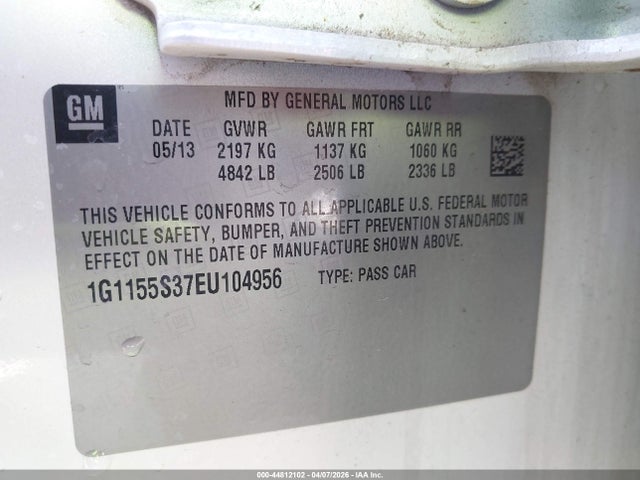 GM
MFD BY GENERAL MOTORS LLC
DATE GVWR GAWR FRT GAWR RR
05/13 2197 KG 1137 KG 1060 KG
4842 LB 2506 LB 2336 LB
THIS VEHICLE CONFORMS TO ALL APPLICABLE U.S. FEDERAL MOTOR
VEHICLE SAFETY, BUMPER, AND THEFT PREVENTION STANDARDS IN
EFFECT ON THE DATE OF MANUFACTURE SHOWN ABOVE.
1G1155S37EU104956 TYPE: PASS CAR
000-44812102 04/07/2026 IAAI Inc.